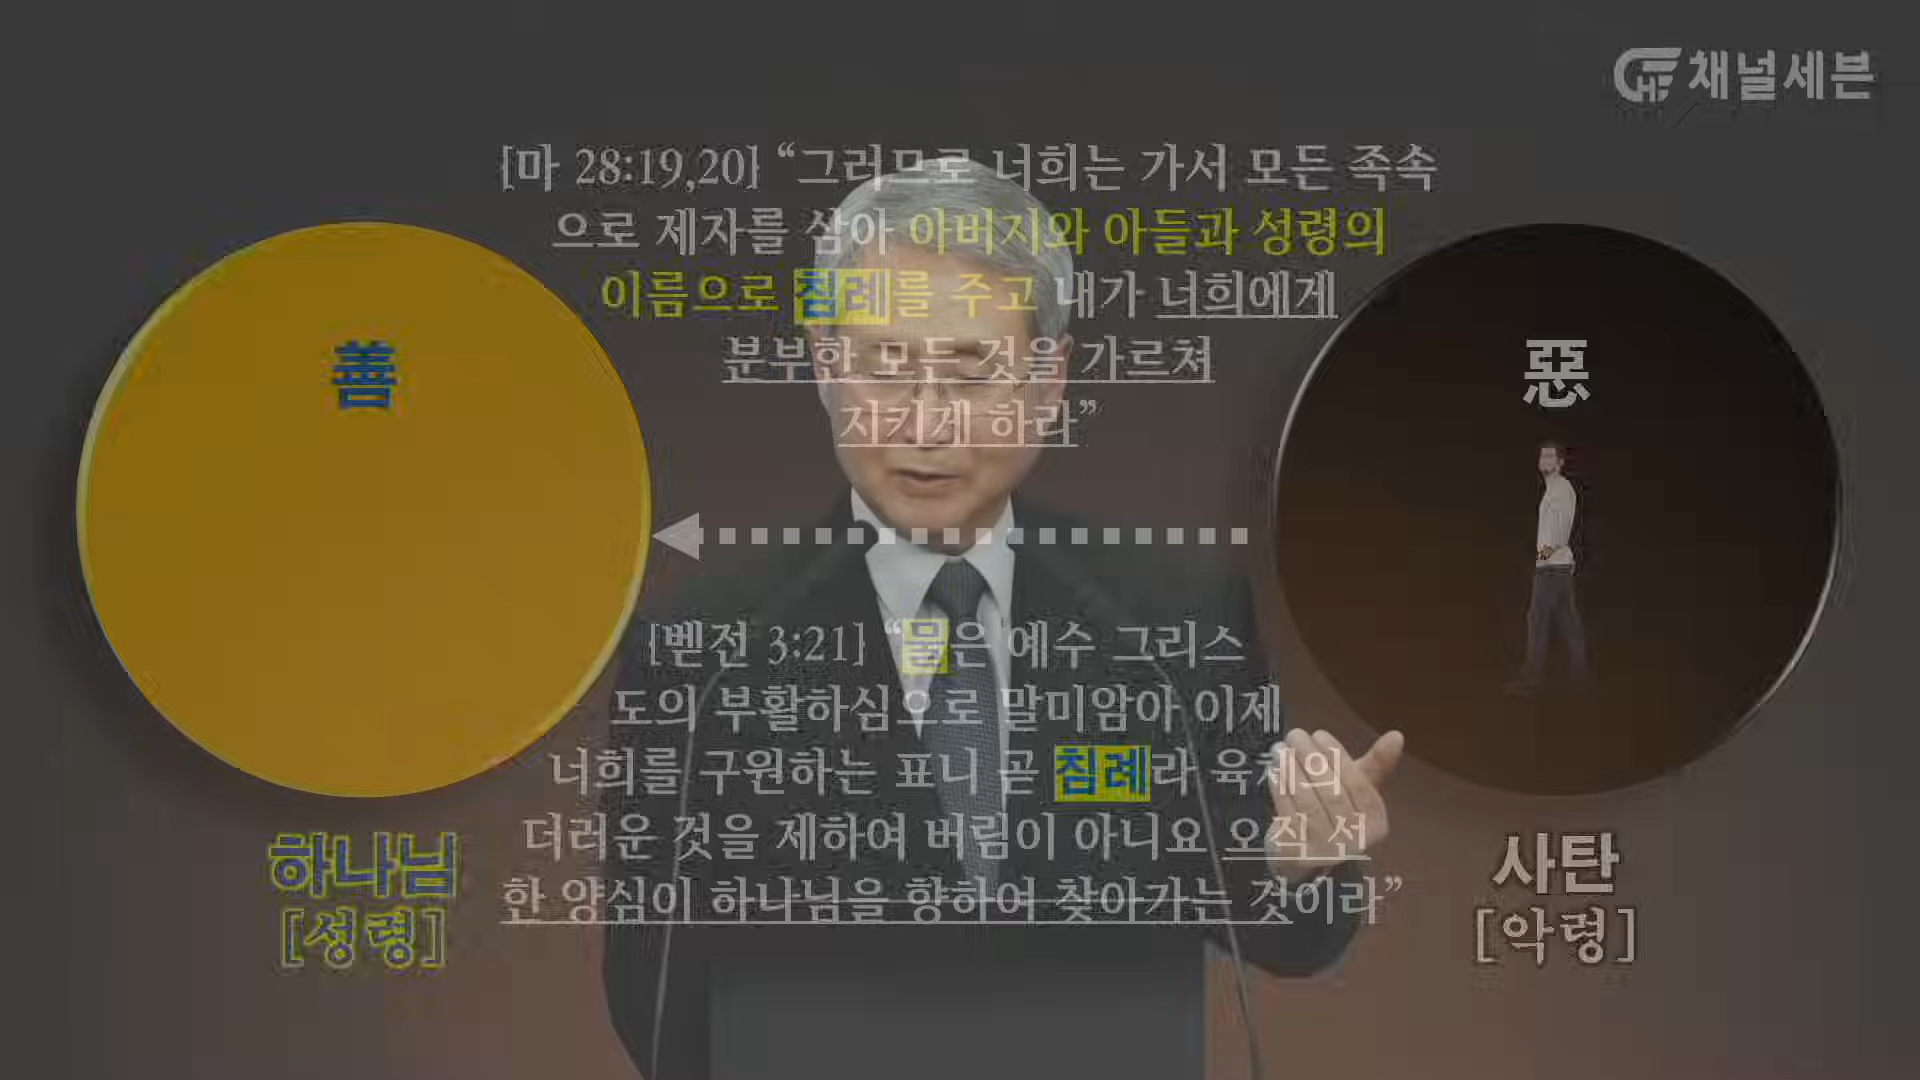 채널세븐
{마 28:19,20} “그러므로 너희는 가서 모든 족속
으로 제자를 삼아 아버지와 아들과 성령의
이름으로 침례를 주고 내가 너희에게
분부한 모든 것을 가르쳐
지키게 하라”
善
惡
{벧전 3:21} “물은 예수 그리스
도의 부활하심으로 말미암아 이제
너희를 구원하는 표니 곧 침례라 육체의
더러운 것을 제하여 버림이 아니요 오직 선
한 양심이 하나님을 향하여 찾아가는 것이라”
하나님
[성령]
사탄
[악령]